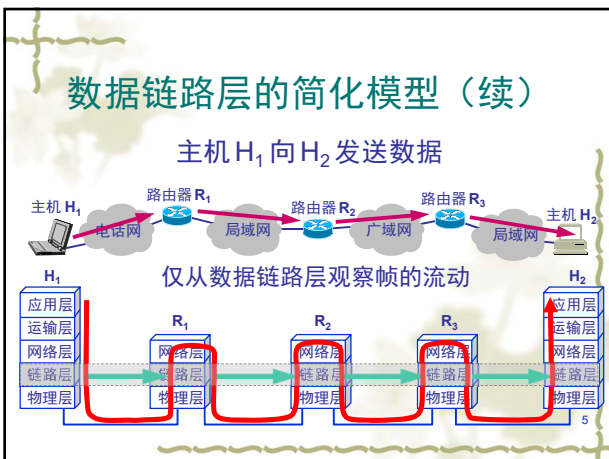 数据链路层的简化模型（续）
主机 H1 向 H2 发送数据
主机 H1
路由器 R1
路由器 R2
路由器 R3
主机 H2
电话网
局域网
广域网
局域网
仅从数据链路层观察帧的流动
H1
应用层
运输层
网络层
链路层
物理层
R1
网络层
链路层
物理层
R2
网络层
链路层
物理层
R3
网络层
链路层
物理层
H2
应用层
运输层
网络层
链路层
物理层
5